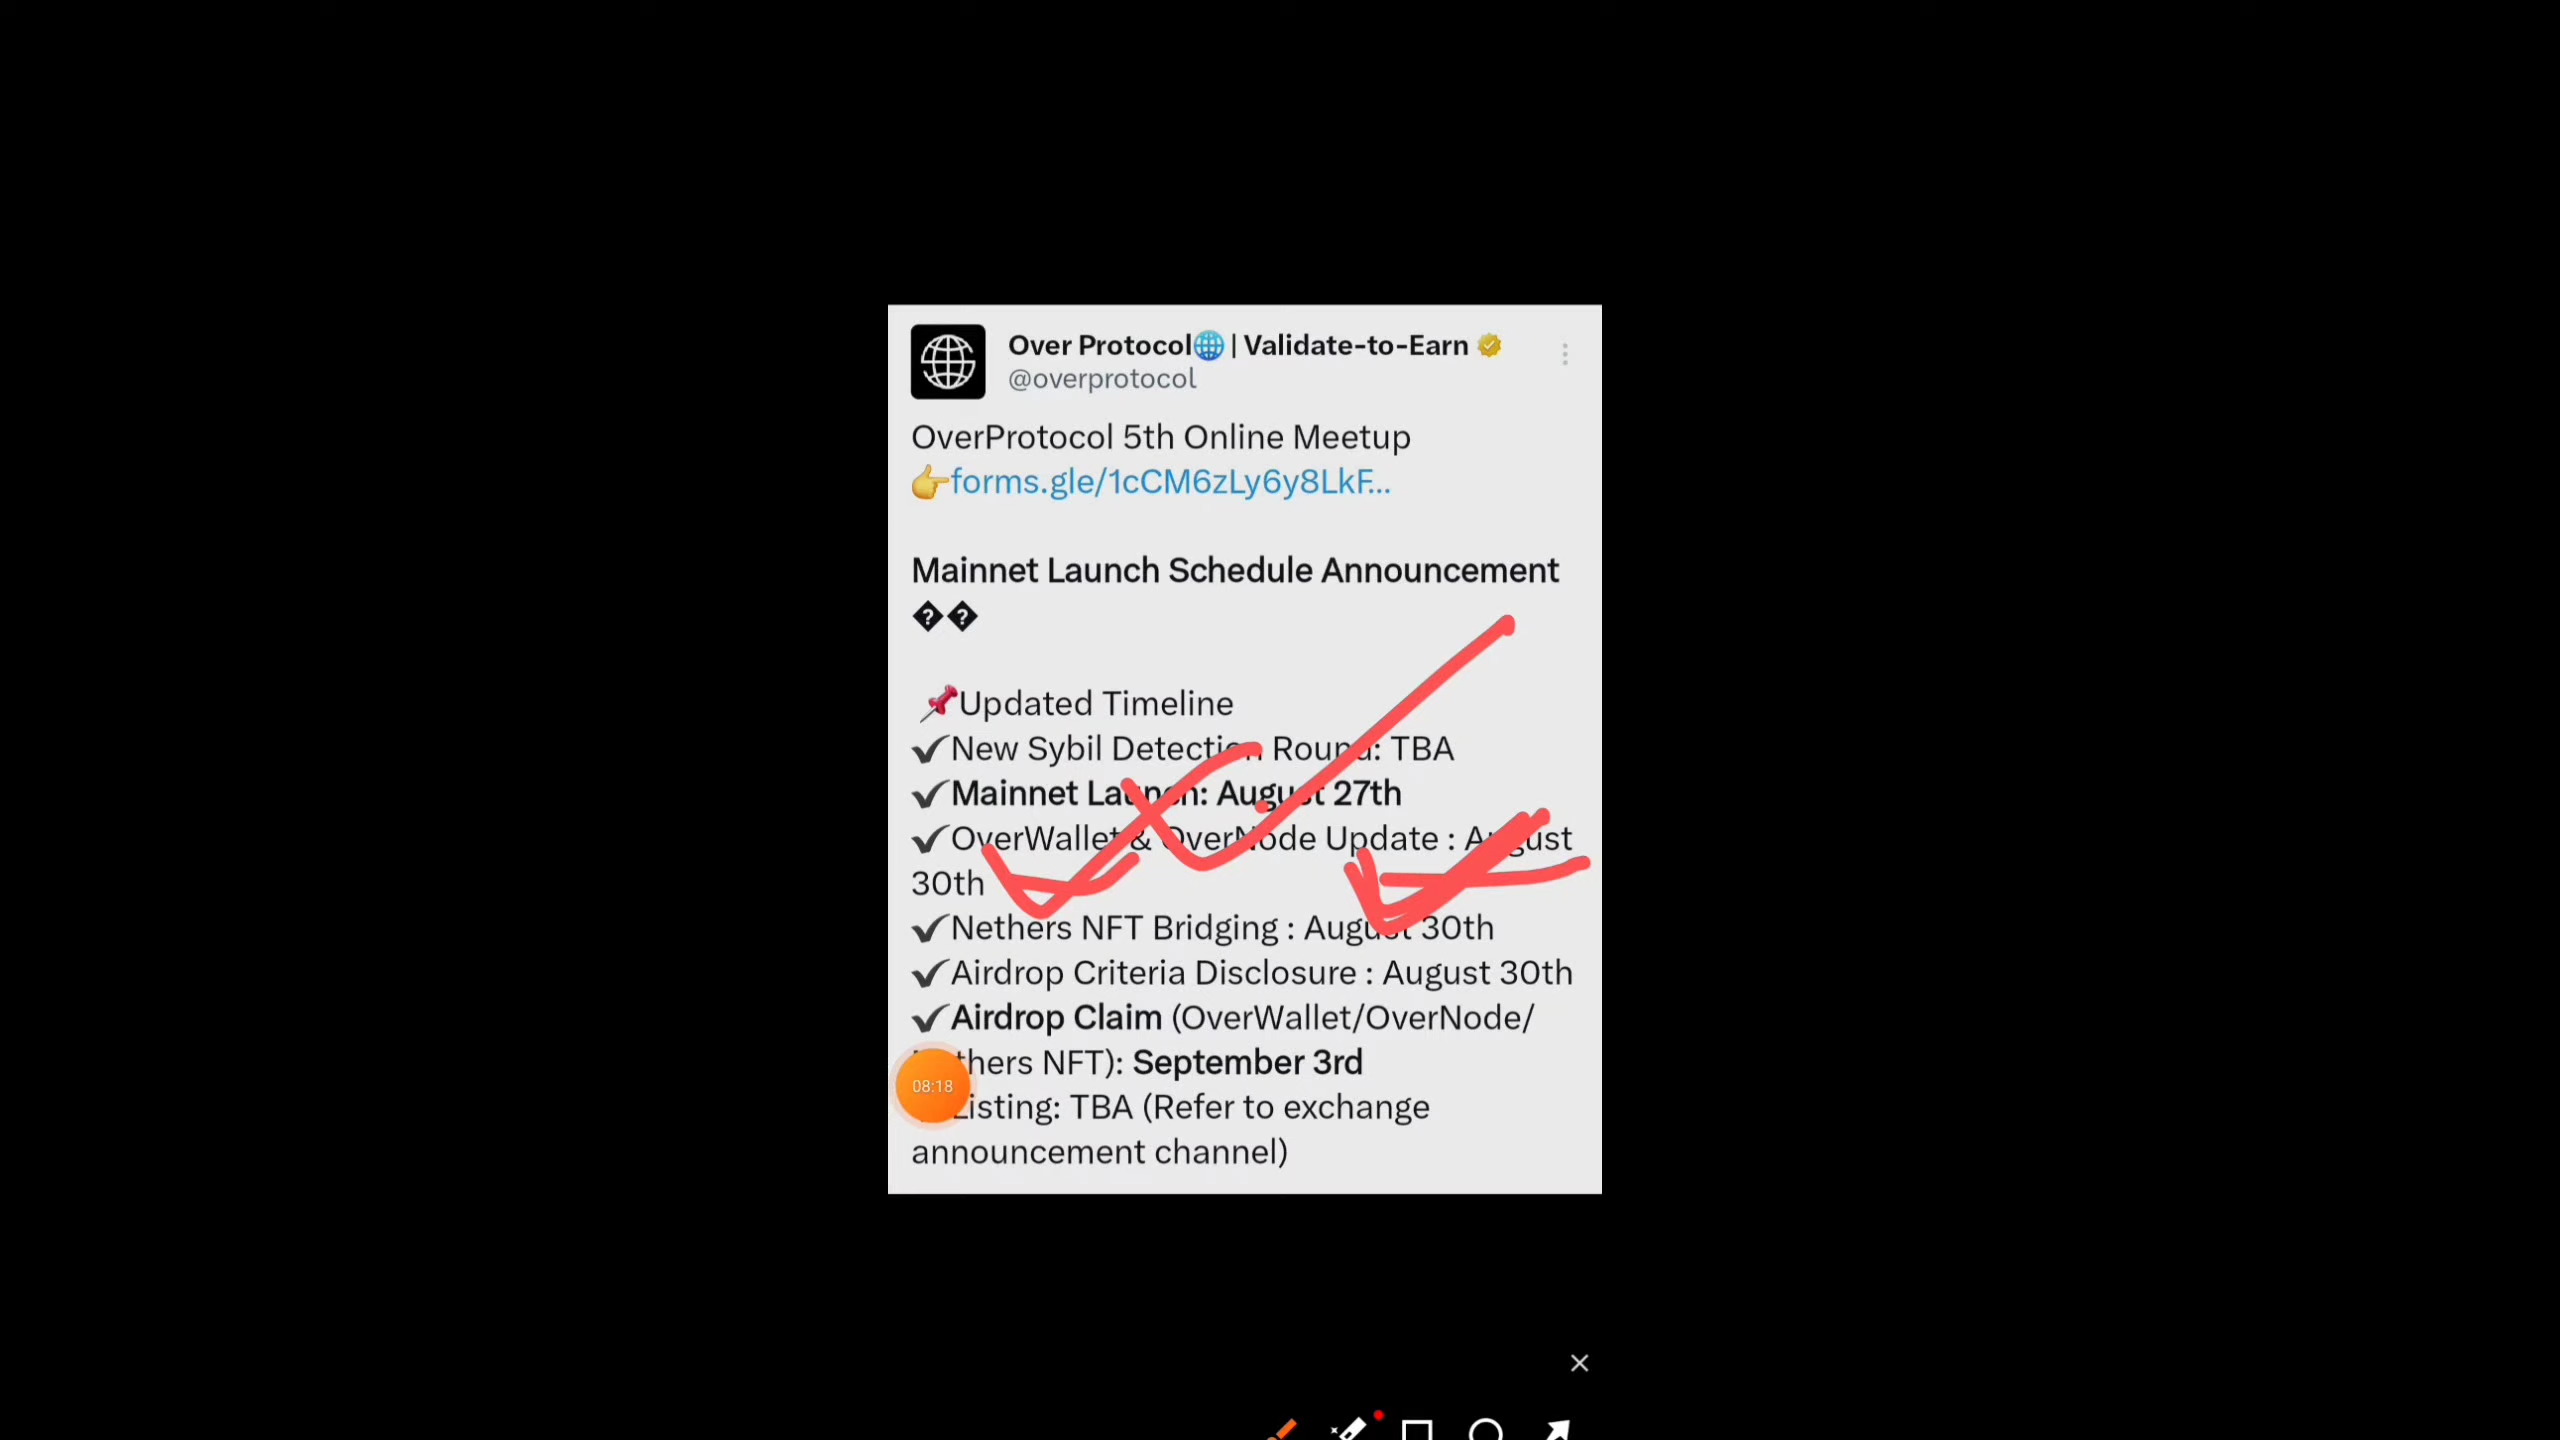 Over Protocol🌐 | Validate-to-Earn
@overprotocol
OverProtocol 5th Online Meetup
👉forms.gle/1cCM6zLy6y8LkF...
Mainnet Launch Schedule Announcement
��
📌Updated Timeline
✔New Sybil Detection Round: TBA
✔Mainnet Launch: August 27th
✔OverWallet & OverNode Update : August
30th
✔Nethers NFT Bridging : August 30th
✔Airdrop Criteria Disclosure : August 30th
✔Airdrop Claim (OverWallet/OverNode/
thers NFT): September 3rd
Listing: TBA (Refer to exchange
announcement channel)
08:18